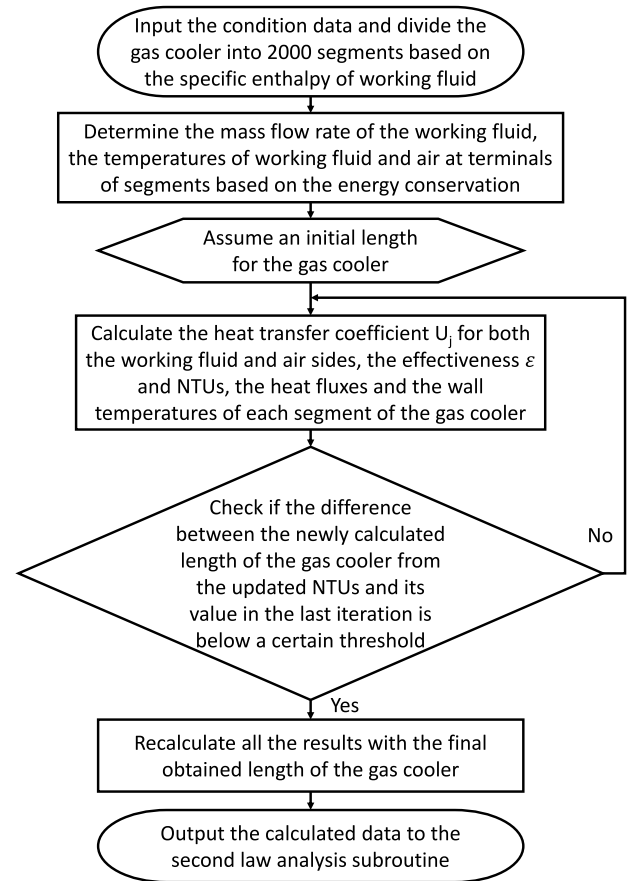 Input the condition data and divide the
gas cooler into 2000 segments based on
the specific enthalpy of working fluid
Determine the mass flow rate of the working fluid,
the temperatures of working fluid and air at terminals
of segments based on the energy conservation
Assume an initial length
for the gas cooler
Calculate the heat transfer coefficient Uj for both
the working fluid and air sides, the effectiveness ε
and NTUs, the heat fluxes and the wall
temperatures of each segment of the gas cooler
Check if the difference
between the newly calculated
length of the gas cooler from
the updated NTUs and its
value in the last iteration is
below a certain threshold
No
Yes
Recalculate all the results with the final
obtained length of the gas cooler
Output the calculated data to the
second law analysis subroutine